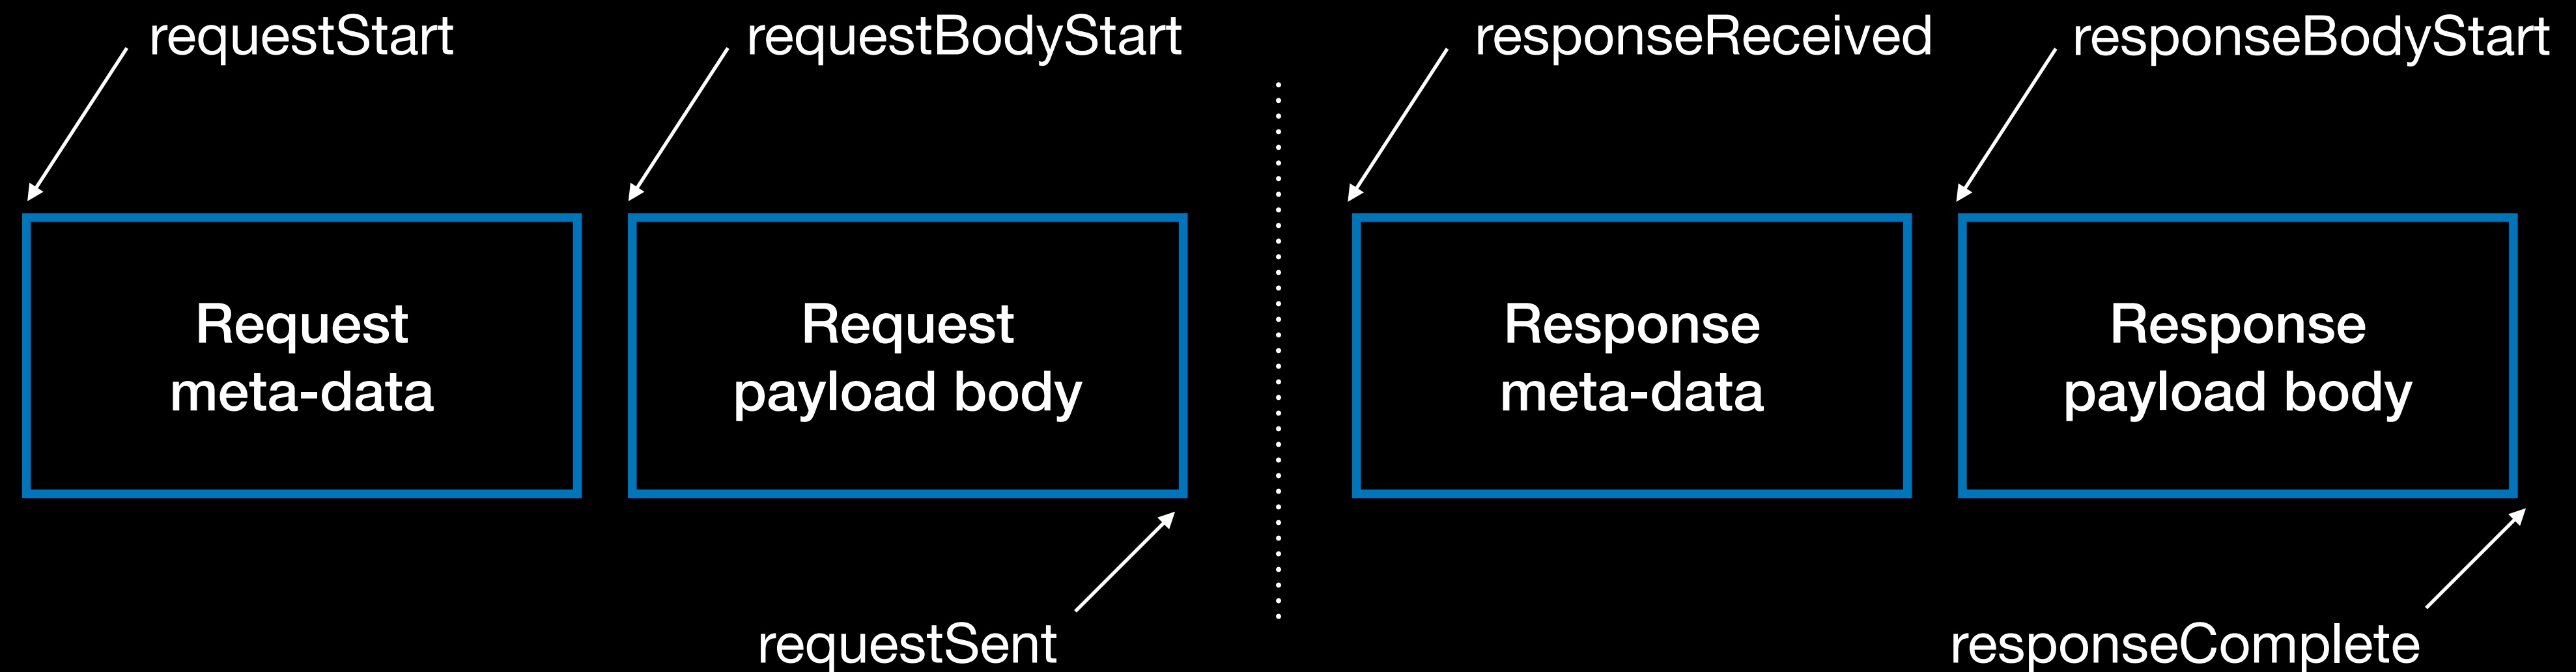 requestStart
requestBodyStart
responseReceived
responseBodyStart
Request
meta-data
Request
payload body
Response
meta-data
Response
payload body
requestSent
responseComplete